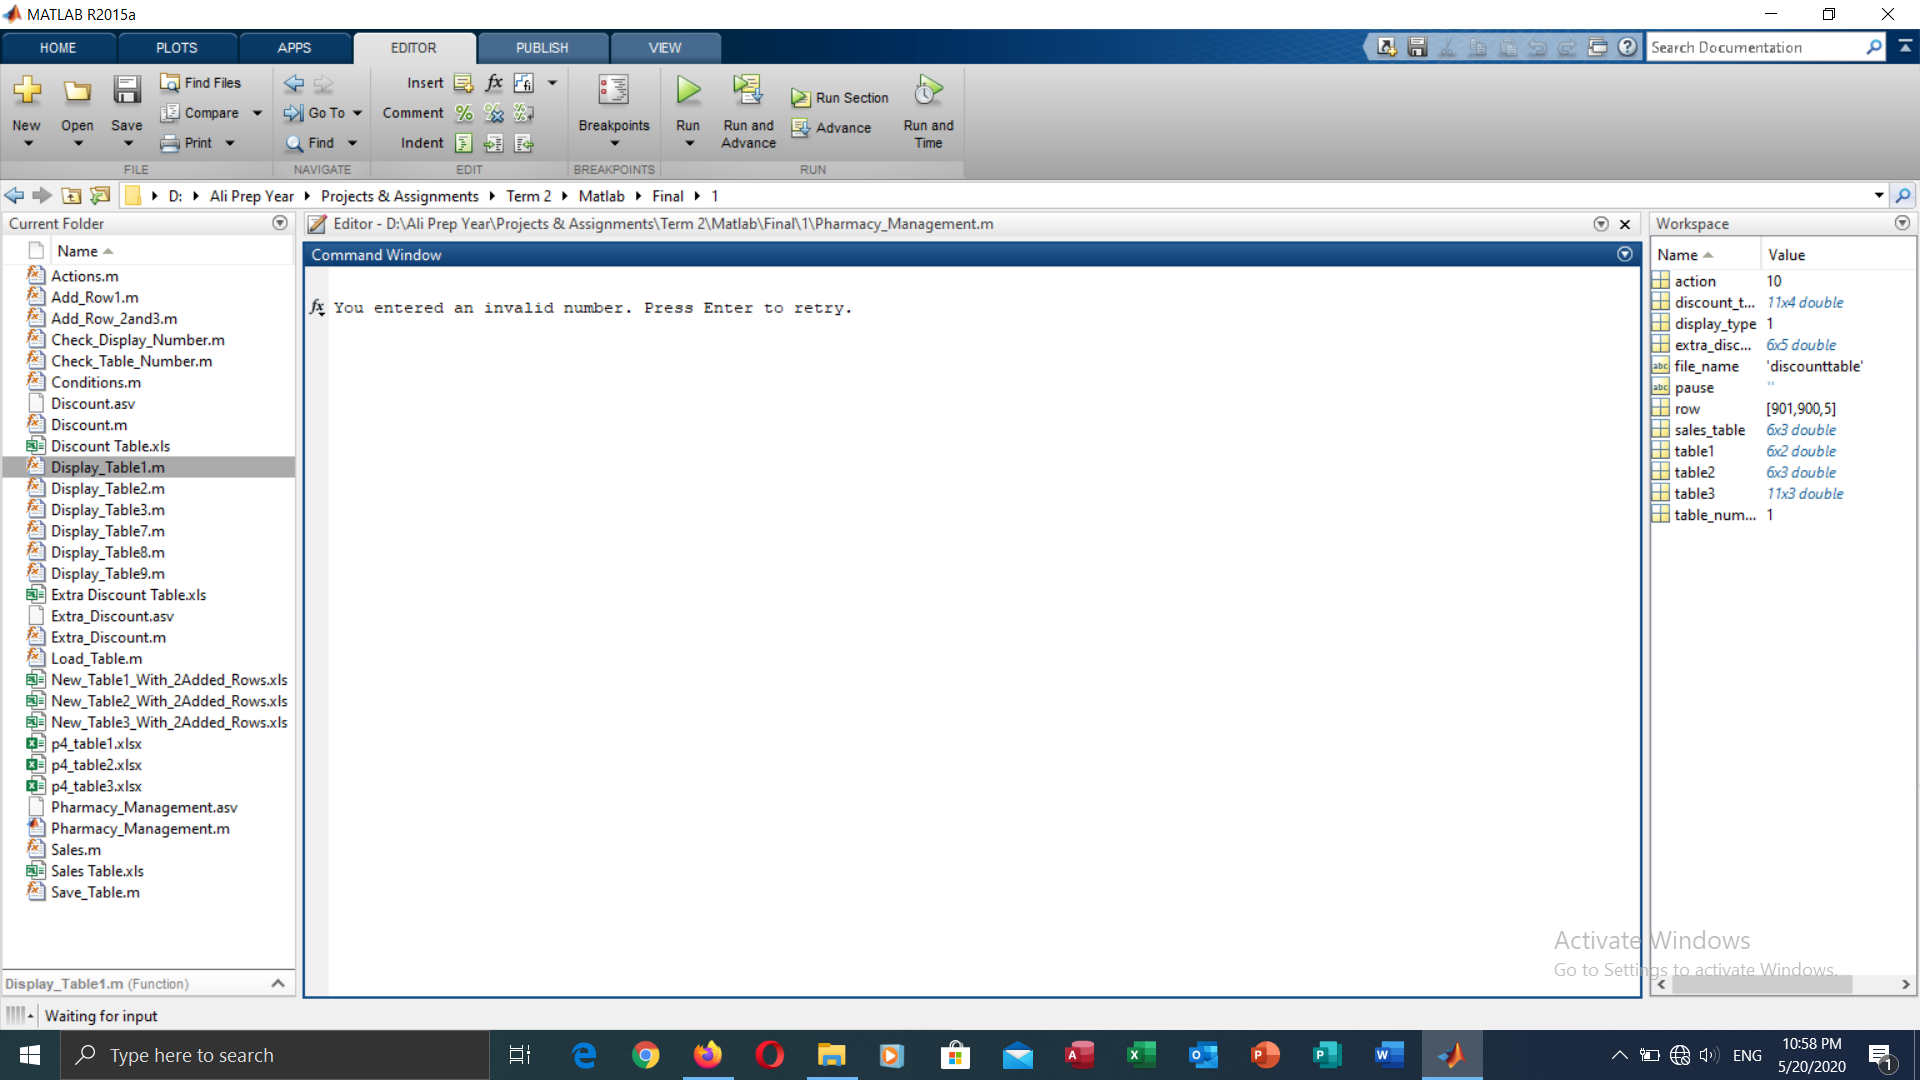 MATLAB R2015a
HOME PLOTS APPS EDITOR PUBLISH VIEW Search Documentation
New Open Save Find Files Compare Print FILE
Go To Find NAVIGATE
Insert Comment Indent EDIT
Breakpoints BREAKPOINTS
Run Run and Advance Run Section Advance Run and Time RUN
D: Ali Prep Year Projects & Assignments Term 2 Matlab Final 1
Current Folder
Name
Actions.m
Add_Row1.m
Add_Row_2and3.m
Check_Display_Number.m
Check_Table_Number.m
Conditions.m
Discount.asv
Discount.m
Discount Table.xls
Display_Table1.m
Display_Table2.m
Display_Table3.m
Display_Table7.m
Display_Table8.m
Display_Table9.m
Extra Discount Table.xls
Extra_Discount.asv
Extra_Discount.m
Load_Table.m
New_Table1_With_2Added_Rows.xls
New_Table2_With_2Added_Rows.xls
New_Table3_With_2Added_Rows.xls
p4_table1.xlsx
p4_table2.xlsx
p4_table3.xlsx
Pharmacy_Management.asv
Pharmacy_Management.m
Sales.m
Sales Table.xls
Save_Table.m
Display_Table1.m (Function)
Editor - D:\Ali Prep Year\Projects & Assignments\Term 2\Matlab\Final\1\Pharmacy_Management.m
Command Window
fx You entered an invalid number. Press Enter to retry.
Workspace
Name Value
action 10
discount_t... 11x4 double
display_type 1
extra_disc... 6x5 double
file_name 'discounttable'
pause ''
row [901,900,5]
sales_table 6x3 double
table1 6x2 double
table2 6x3 double
table3 11x3 double
table_num... 1
Activate Windows
Go to Settings to activate Windows.
Waiting for input
Type here to search
ENG
10:58 PM
5/20/2020
1